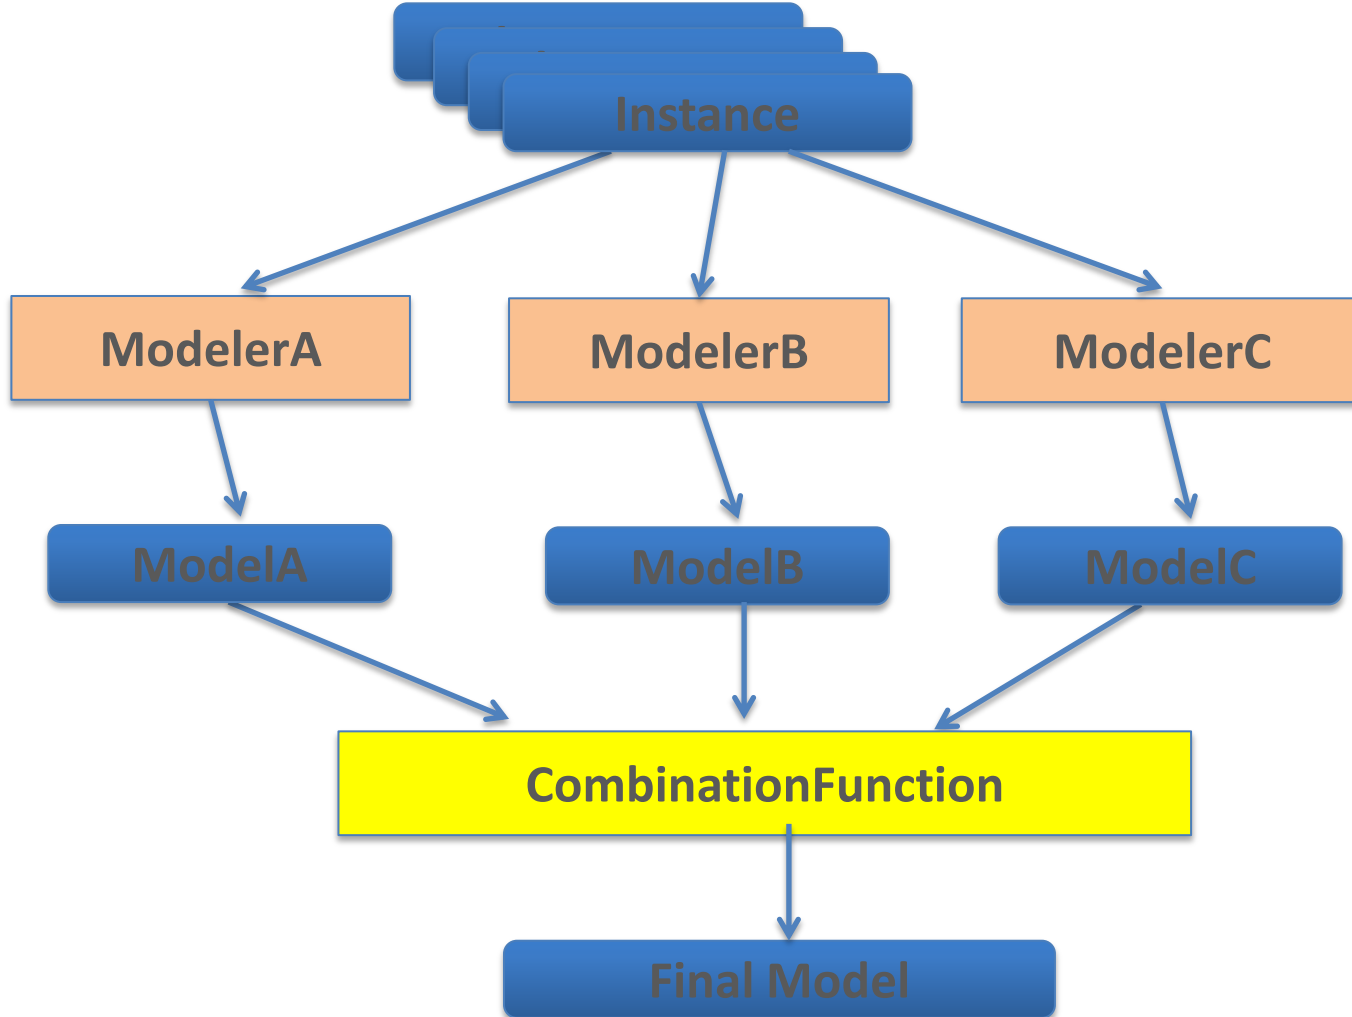 Instance
ModelerA
ModelerB
ModelerC
ModelA
ModelB
ModelC
CombinationFunction
Final Model